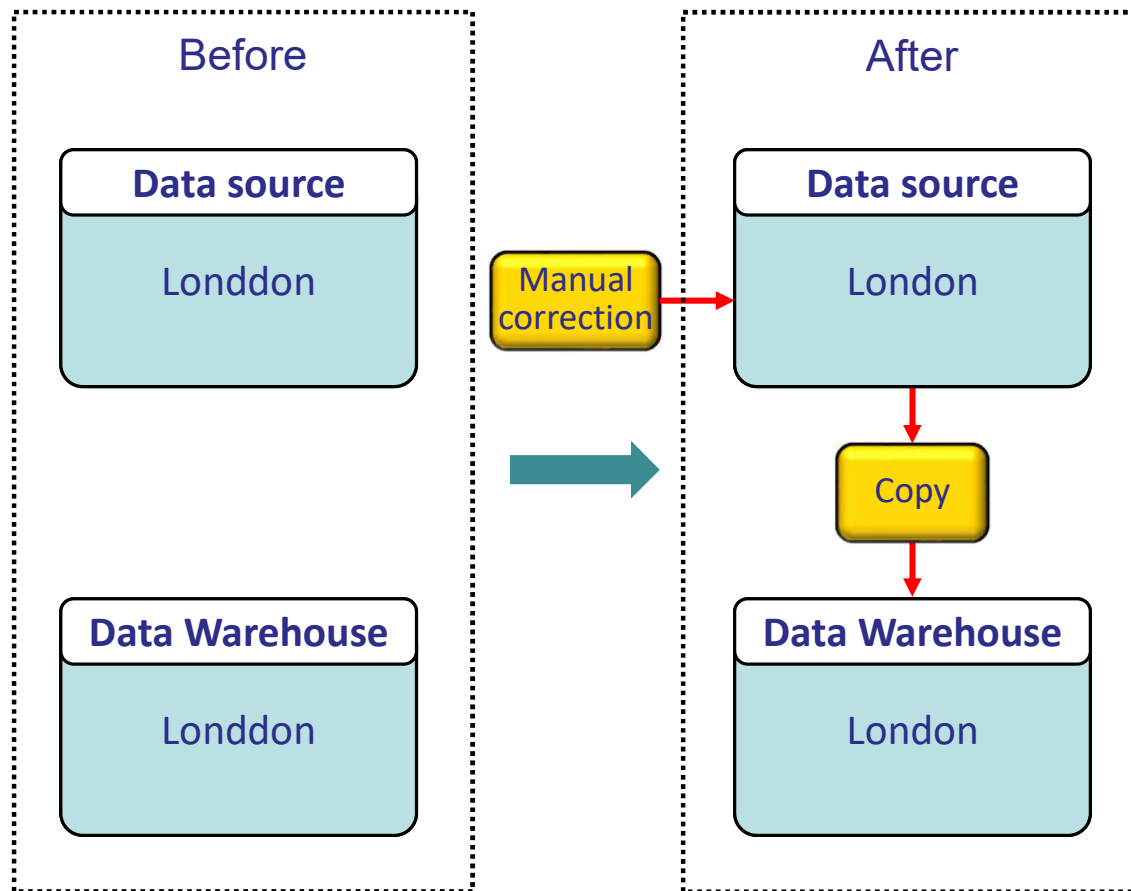 Before
Data source
Londdon
Data Warehouse
Londdon
Manual
correction
After
Data source
London
Copy
Data Warehouse
London